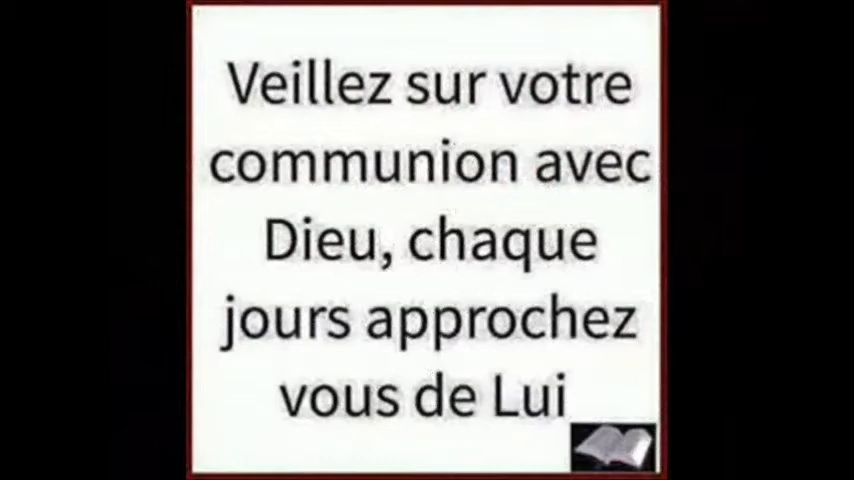 Veillez sur votre
communion avec
Dieu, chaque
jours approchez
vous de Lui